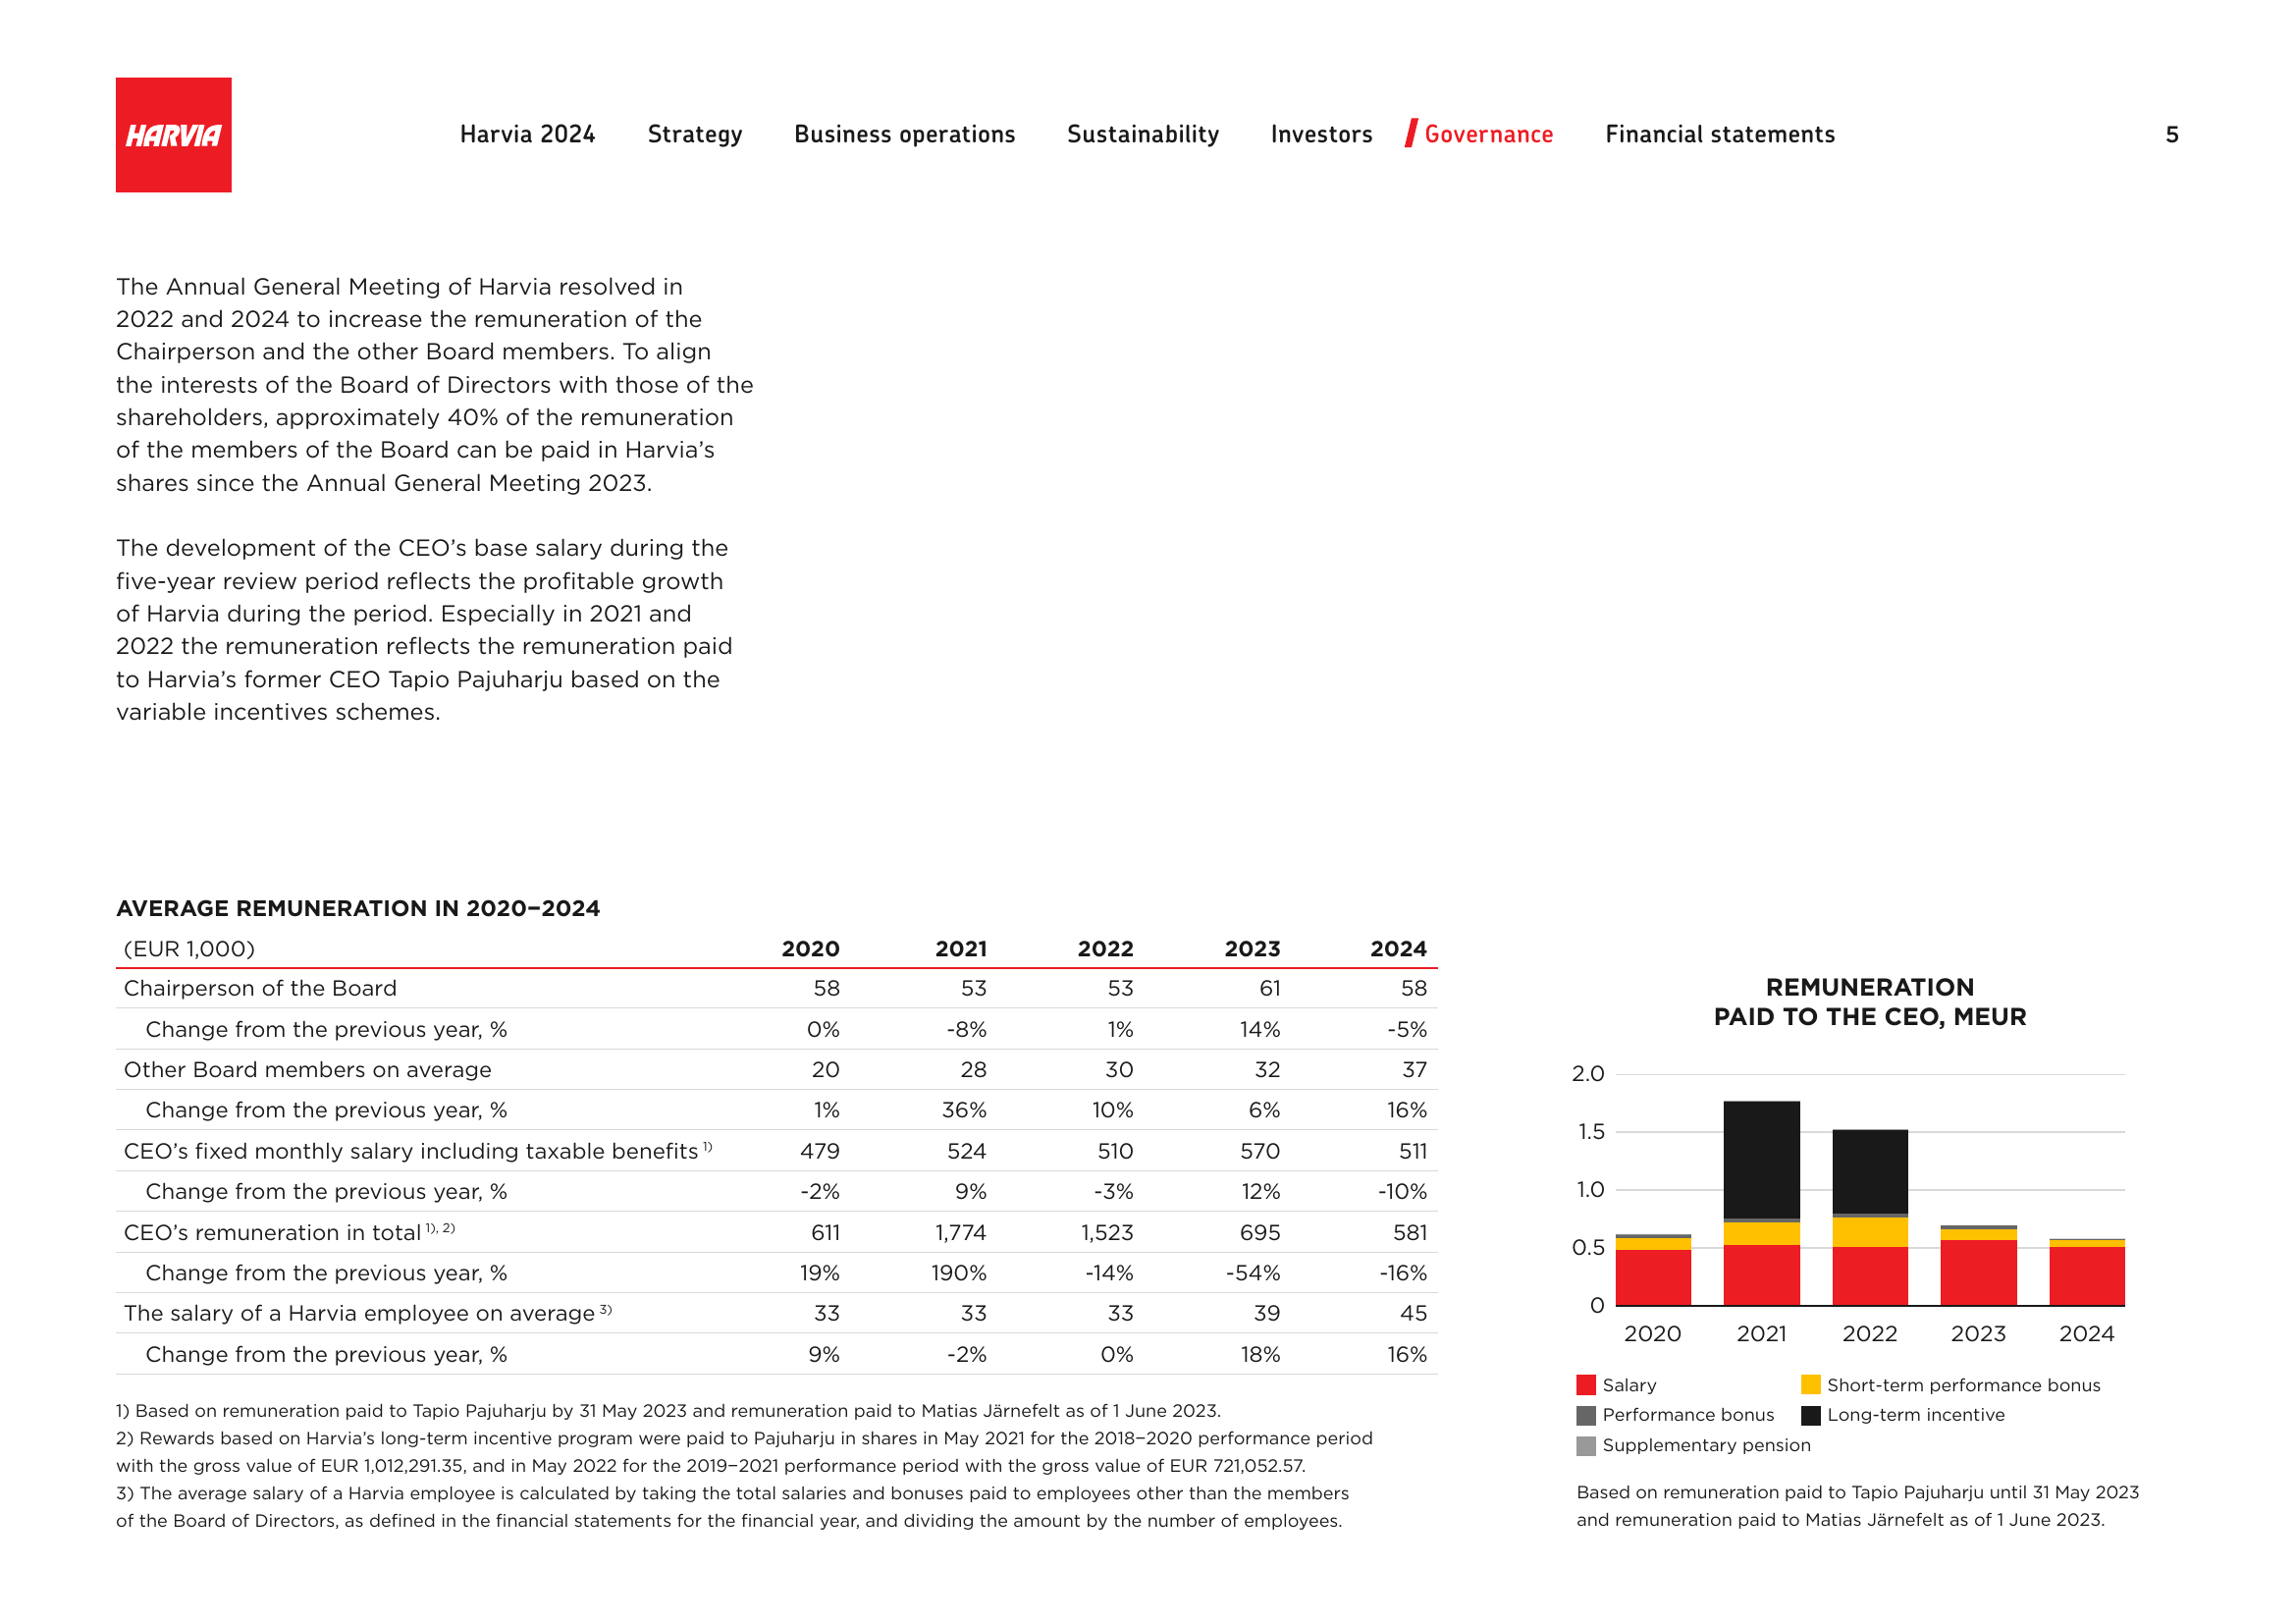 HARVIA
Harvia 2024 Strategy Business operations Sustainability Investors Governance Financial statements 5
The Annual General Meeting of Harvia resolved in
2022 and 2024 to increase the remuneration of the
Chairperson and the other Board members. To align
the interests of the Board of Directors with those of the
shareholders, approximately 40% of the remuneration
of the members of the Board can be paid in Harvia’s
shares since the Annual General Meeting 2023.
The development of the CEO’s base salary during the
five-year review period reflects the profitable growth
of Harvia during the period. Especially in 2021 and
2022 the remuneration reflects the remuneration paid
to Harvia’s former CEO Tapio Pajuharju based on the
variable incentives schemes.
AVERAGE REMUNERATION IN 2020–2024
(EUR 1,000) 2020 2021 2022 2023 2024
Chairperson of the Board 58 53 53 61 58
Change from the previous year, % 0% -8% 1% 14% -5%
Other Board members on average 20 28 30 32 37
Change from the previous year, % 1% 36% 10% 6% 16%
CEO’s fixed monthly salary including taxable benefits 1) 479 524 510 570 511
Change from the previous year, % -2% 9% -3% 12% -10%
CEO’s remuneration in total 1), 2) 611 1,774 1,523 695 581
Change from the previous year, % 19% 190% -14% -54% -16%
The salary of a Harvia employee on average 3) 33 33 33 39 45
Change from the previous year, % 9% -2% 0% 18% 16%
1) Based on remuneration paid to Tapio Pajuharju by 31 May 2023 and remuneration paid to Matias Järnefelt as of 1 June 2023.
2) Rewards based on Harvia’s long-term incentive program were paid to Pajuharju in shares in May 2021 for the 2018–2020 performance period
with the gross value of EUR 1,012,291.35, and in May 2022 for the 2019–2021 performance period with the gross value of EUR 721,052.57.
3) The average salary of a Harvia employee is calculated by taking the total salaries and bonuses paid to employees other than the members
of the Board of Directors, as defined in the financial statements for the financial year, and dividing the amount by the number of employees.
REMUNERATION
PAID TO THE CEO, MEUR
2.0
1.5
1.0
0.5
0
2020 2021 2022 2023 2024
Salary Short-term performance bonus
Performance bonus Long-term incentive
Supplementary pension
Based on remuneration paid to Tapio Pajuharju until 31 May 2023
and remuneration paid to Matias Järnefelt as of 1 June 2023.